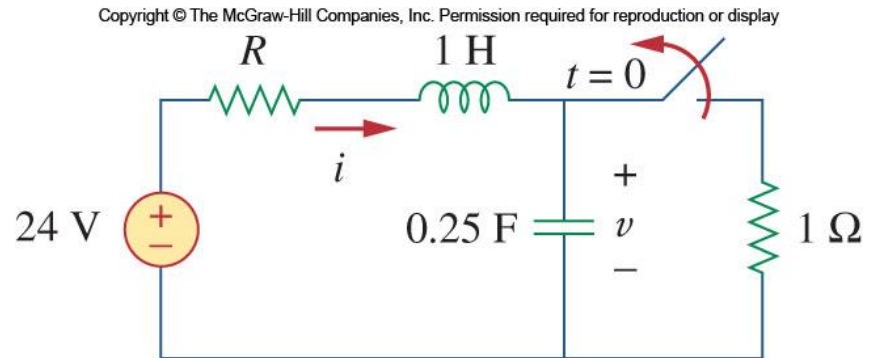 Copyright © The McGraw-Hill Companies, Inc. Permission required for reproduction or display
R
1 H
t = 0
i
24 V
+
−
0.25 F
+
v
−
1 Ω